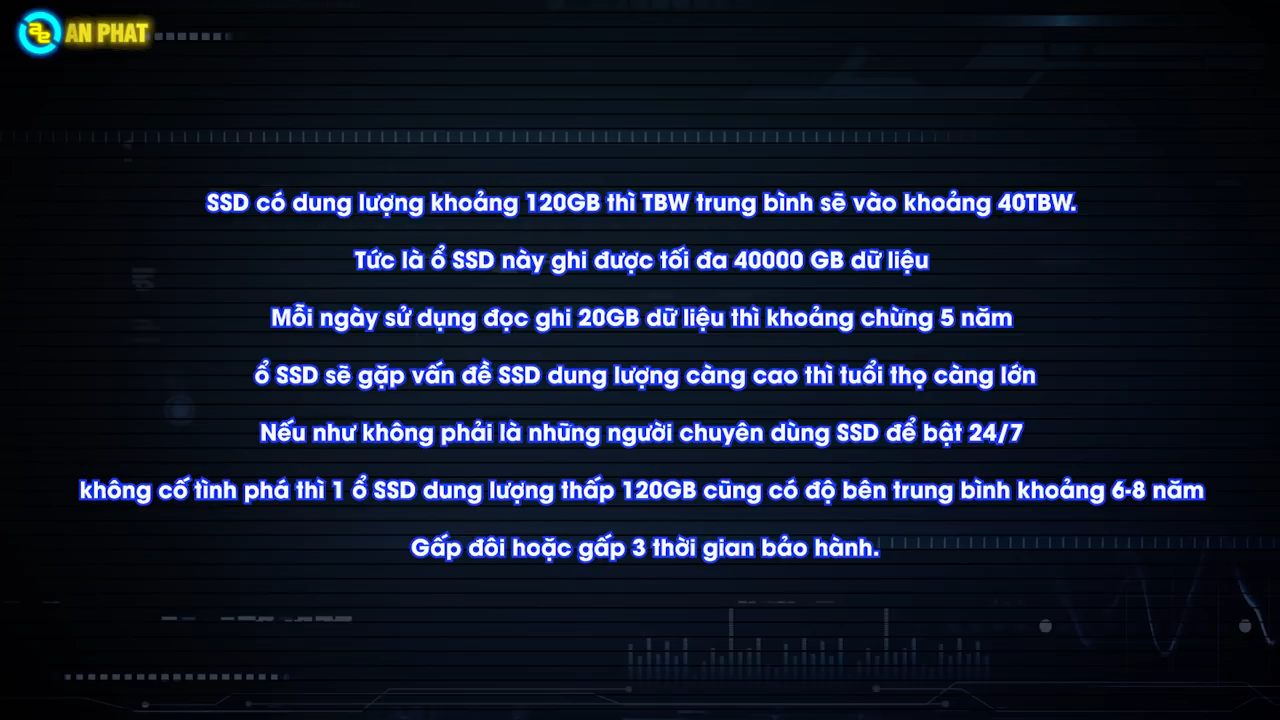 AN PHAT
SSD có dung lượng khoảng 120GB thì TBW trung bình sẽ vào khoảng 40TBW.
Tức là ổ SSD này ghi được tối đa 40000 GB dữ liệu
Mỗi ngày sử dụng đọc ghi 20GB dữ liệu thì khoảng chừng 5 năm
ổ SSD sẽ gặp vấn đề SSD dung lượng càng cao thì tuổi thọ càng lớn
Nếu như không phải là những người chuyên dùng SSD để bật 24/7
không cố tình phá thì 1 ổ SSD dung lượng thấp 120GB cũng có độ bên trung bình khoảng 6-8 năm
Gấp đôi hoặc gấp 3 thời gian bảo hành.